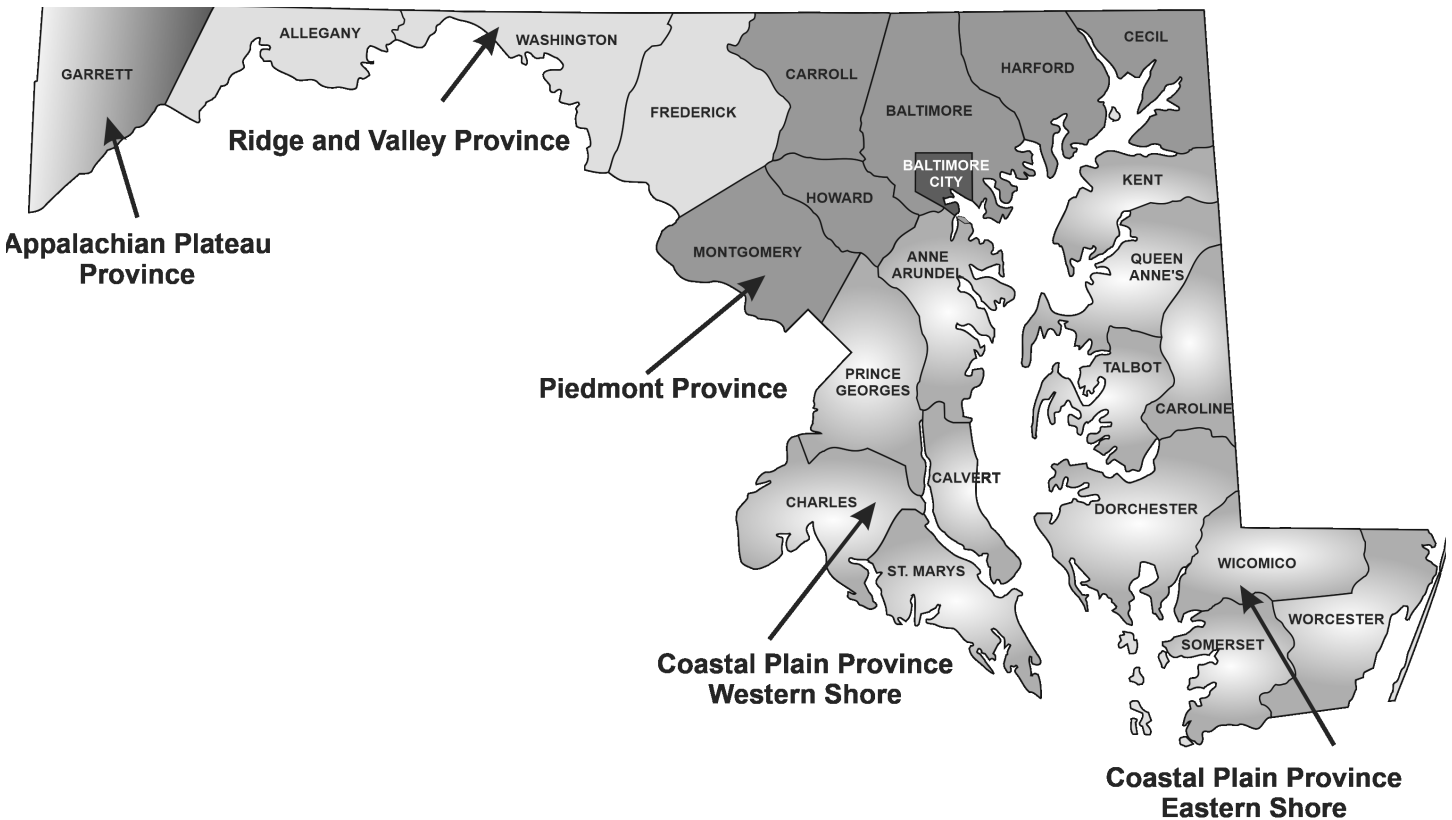 GARRETT
ALLEGANY
WASHINGTON
FREDERICK
CARROLL
BALTIMORE
HARFORD
CECIL
BALTIMORE
CITY
KENT
HOWARD
MONTGOMERY
ANNE
ARUNDEL
QUEEN
ANNE'S
PRINCE
GEORGES
TALBOT
CAROLINE
CHARLES
CALVERT
DORCHESTER
ST. MARYS
WICOMICO
WORCESTER
SOMERSET
Ridge and Valley Province
Appalachian Plateau
Province
Piedmont Province
Coastal Plain Province
Western Shore
Coastal Plain Province
Eastern Shore